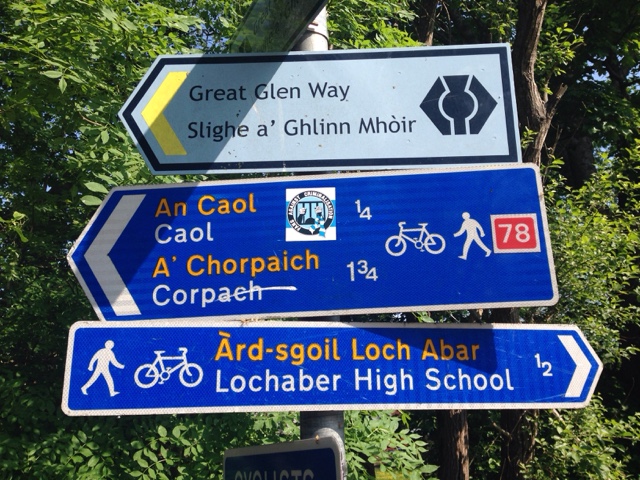 Great Glen Way
Slighe a' Ghlinn Mhòir
An Caol
Caol
1/4
A' Chorpaich
Corpach
1 3/4
78
Àrd-sgoil Loch Abar
Lochaber High School
1/2
CYCLISTS